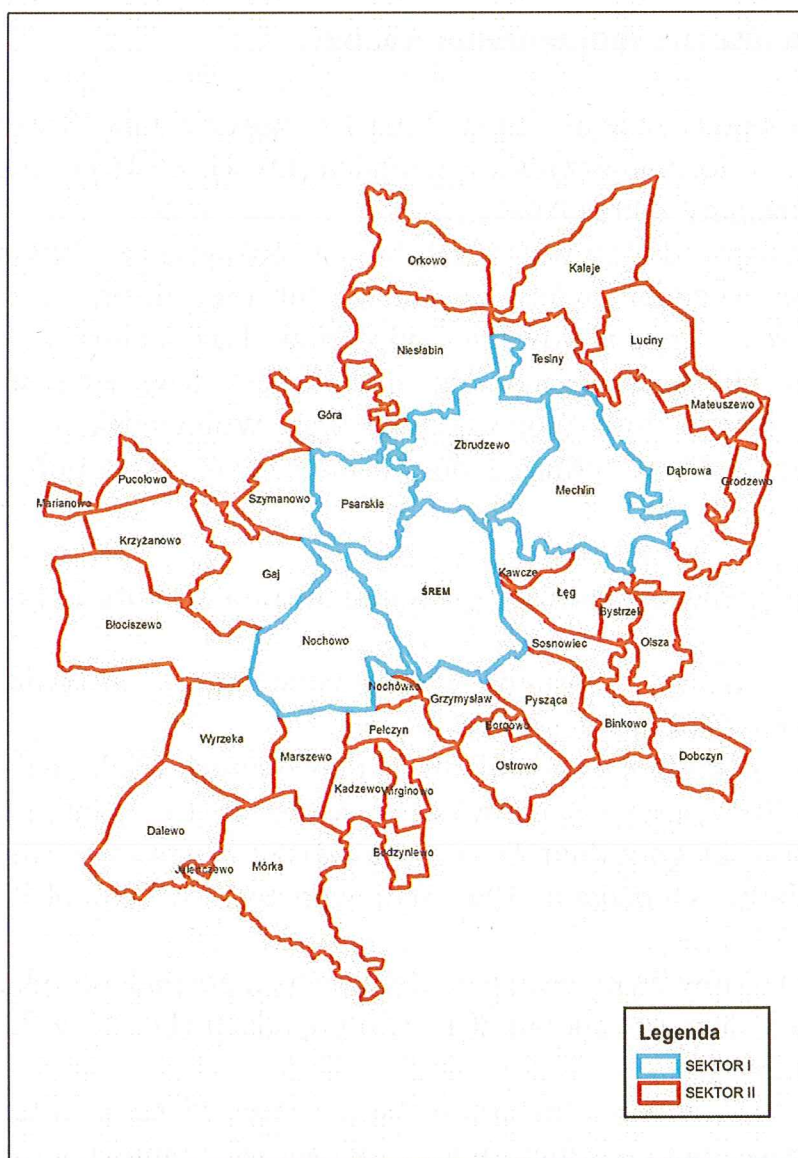 Orkowo
Kaleje
Niesłabin
Tesiny
Luciny
Mateuszewo
Góra
Zbrudzewo
Dąbrowa
Grodzewo
Pucołowo
Marianowo
Szymanowo
Psarskie
Mechlin
Krzyżanowo
Gaj
ŚREM
Kawcze
Łęg
Bystrzek
Błociszewo
Nochowo
Sosnowiec
Olsza
Nochówko
Grzymysław
Pysząca
Wyrzeka
Marszewo
Pełczyn
Borgowo
Binkowo
Ostrowo
Dobczyn
Kadzewo
Dalewo
Mórka
Bodzyniewo
Legenda
SEKTOR I
SEKTOR II